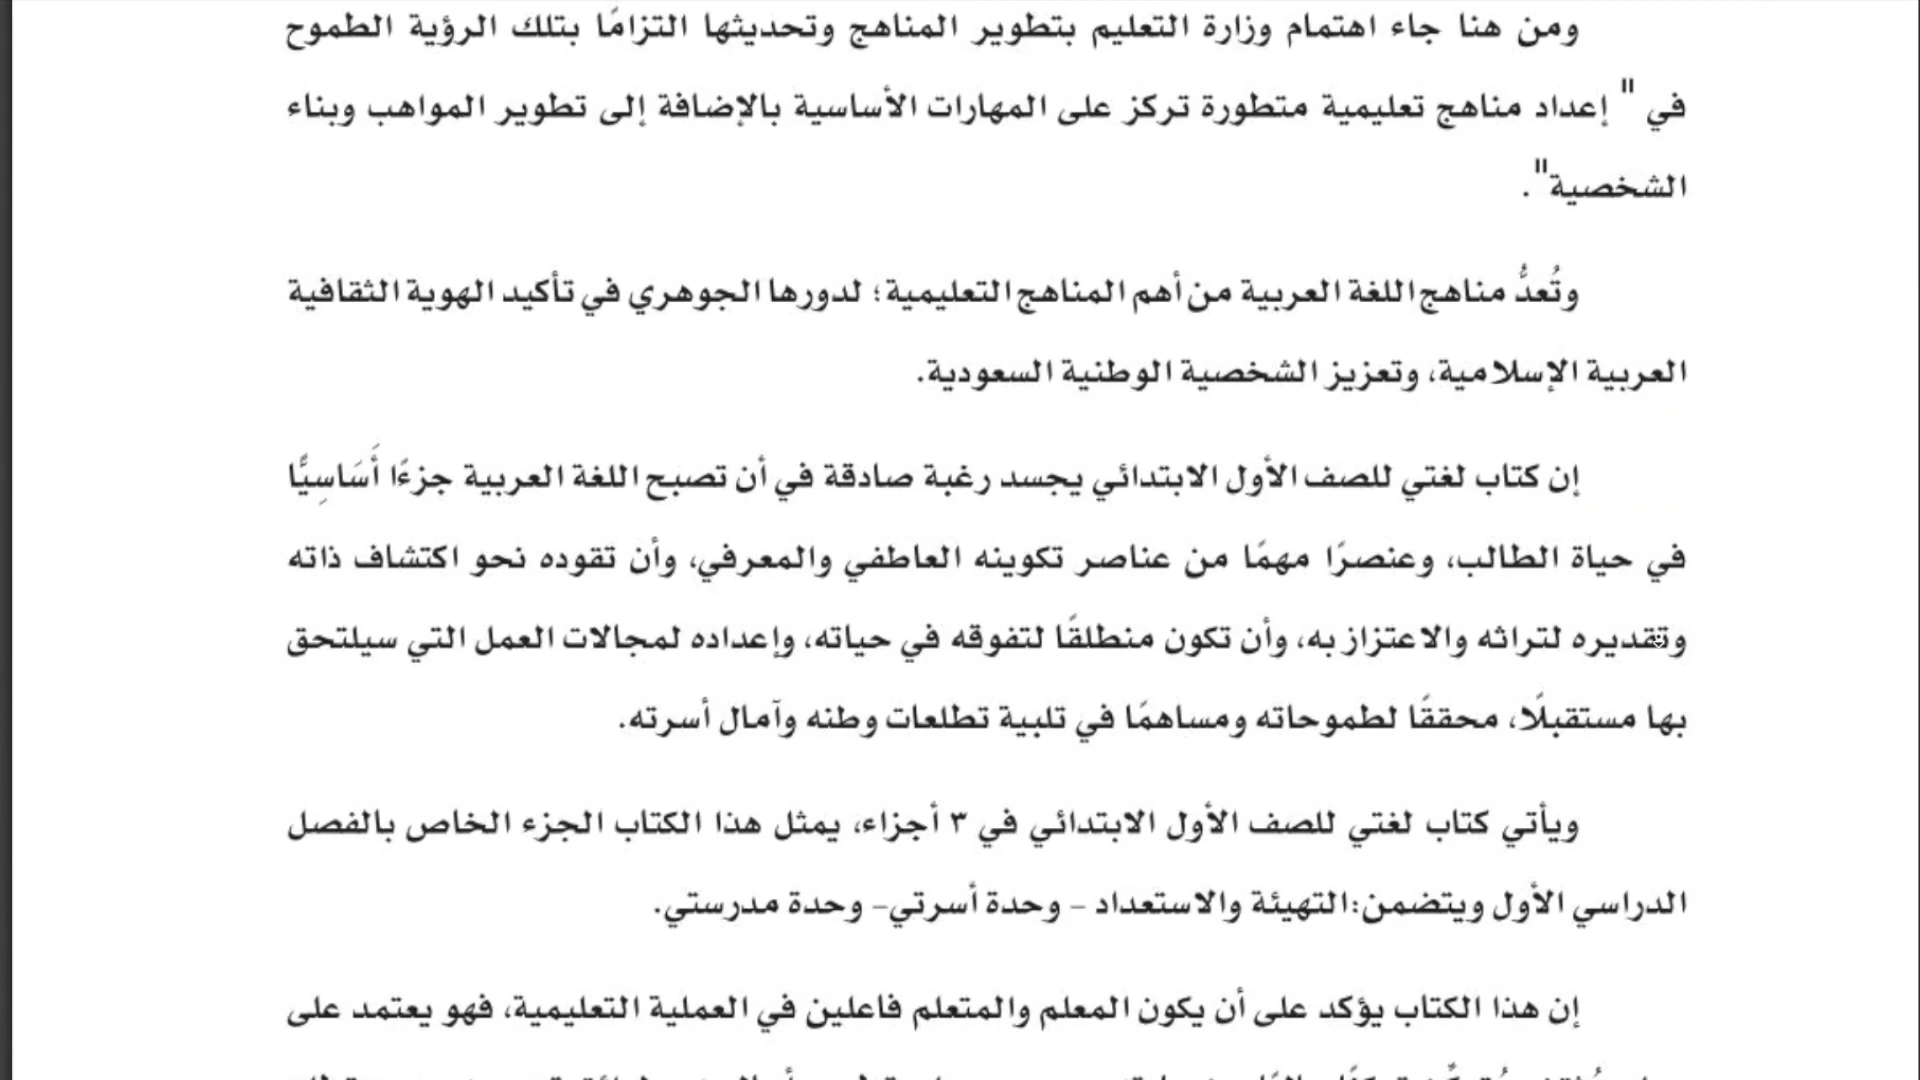 ومن هنا جاء اهتمام وزارة التعليم بتطوير المناهج وتحديثها التزامًا بتلك الرؤية الطموح
في " إعداد مناهج تعليمية متطورة تركز على المهارات الأساسية بالإضافة إلى تطوير المواهب وبناء
الشخصية".
وتُعدُّ مناهج اللغة العربية من أهم المناهج التعليمية؛ لدورها الجوهري في تأكيد الهوية الثقافية
العربية الإسلامية، وتعزيز الشخصية الوطنية السعودية.
إن كتاب لغتي للصف الأول الابتدائي يجسد رغبة صادقة في أن تصبح اللغة العربية جزءًا أَسَاسِيًّا
في حياة الطالب، وعنصرًا مهمًا من عناصر تكوينه العاطفي والمعرفي، وأن تقوده نحو اكتشاف ذاته
وتقديره لتراثه والاعتزاز به، وأن تكون منطلقًا لتفوقه في حياته، وإعداده لمجالات العمل التي سيلتحق
بها مستقبلًا، محققًا لطموحاته ومساهمًا في تلبية تطلعات وطنه وآمال أسرته.
ويأتي كتاب لغتي للصف الأول الابتدائي في ٣ أجزاء، يمثل هذا الكتاب الجزء الخاص بالفصل
الدراسي الأول ويتضمن:التهيئة والاستعداد – وحدة أسرتي– وحدة مدرستي.
إن هذا الكتاب يؤكد على أن يكون المعلم والمتعلم فاعلين في العملية التعليمية، فهو يعتمد على